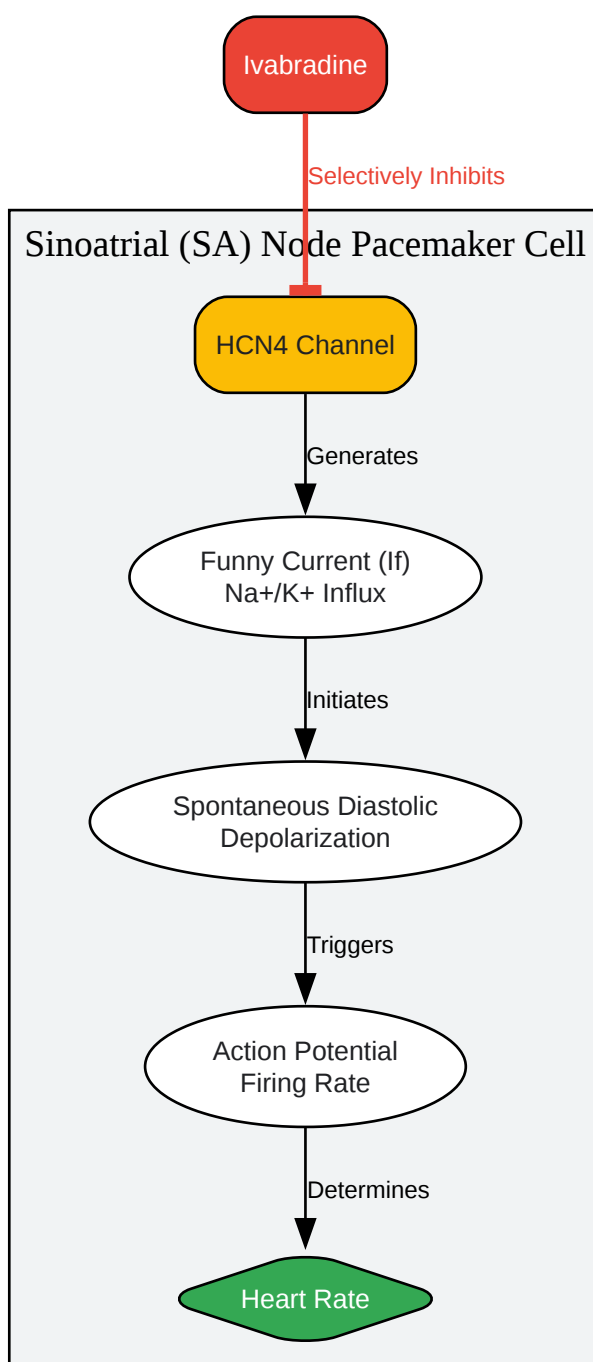 Ivabradine
Selectively Inhibits
Sinoatrial (SA) Node Pacemaker Cell
HCN4 Channel
Generates
Funny Current (If)
Na+/K+ Influx
Initiates
Spontaneous Diastolic
Depolarization
Triggers
Action Potential
Firing Rate
Determines
Heart Rate